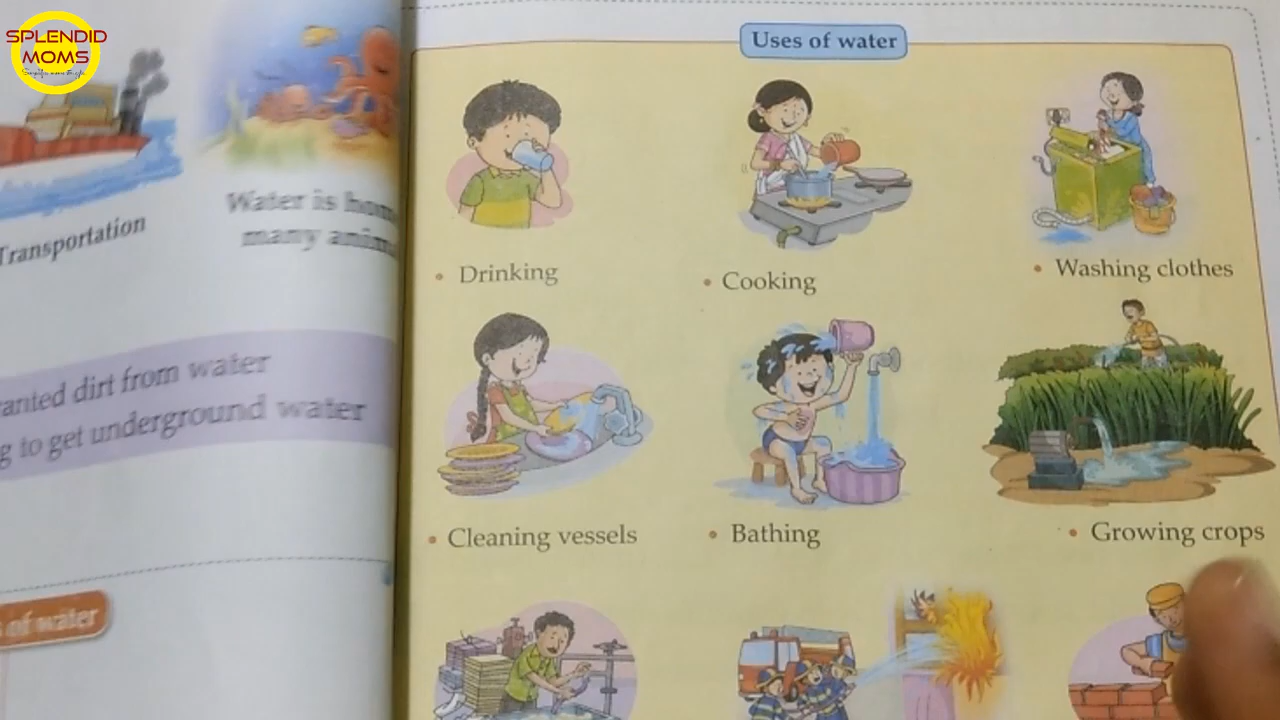 SPLENDID
MOMS
Transportation
Water is hom
many anim
anted dirt from water
g to get underground water
of water
Uses of water
• Drinking
• Cooking
• Washing clothes
• Cleaning vessels
• Bathing
• Growing crops